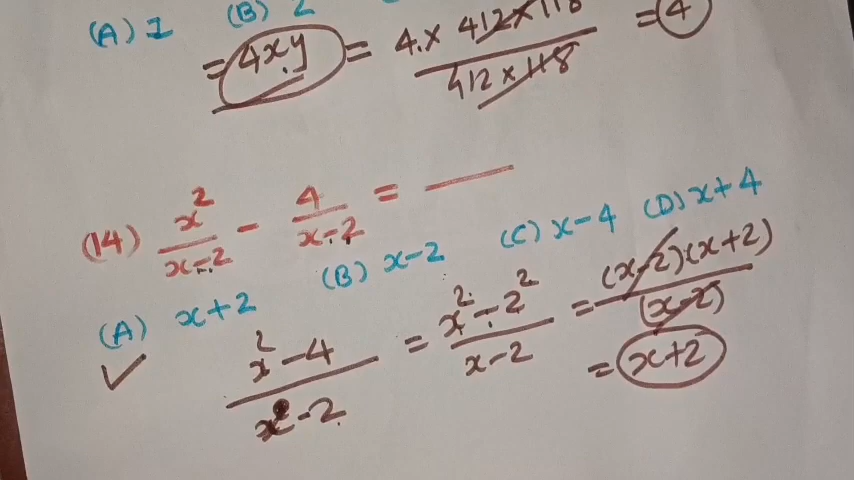 (A) 1 (B) 2
= 4xy = 4 × 412 × 118 / 412 × 118 = 4
(14) x² / x-2 - 4 / x-2 = ___
(A) x+2 (B) x-2 (C) x-4 (D) x+4
✓ x² - 4 / x - 2 = x² - 2² / x-2 = (x-2)(x+2) / (x-2)
= x+2